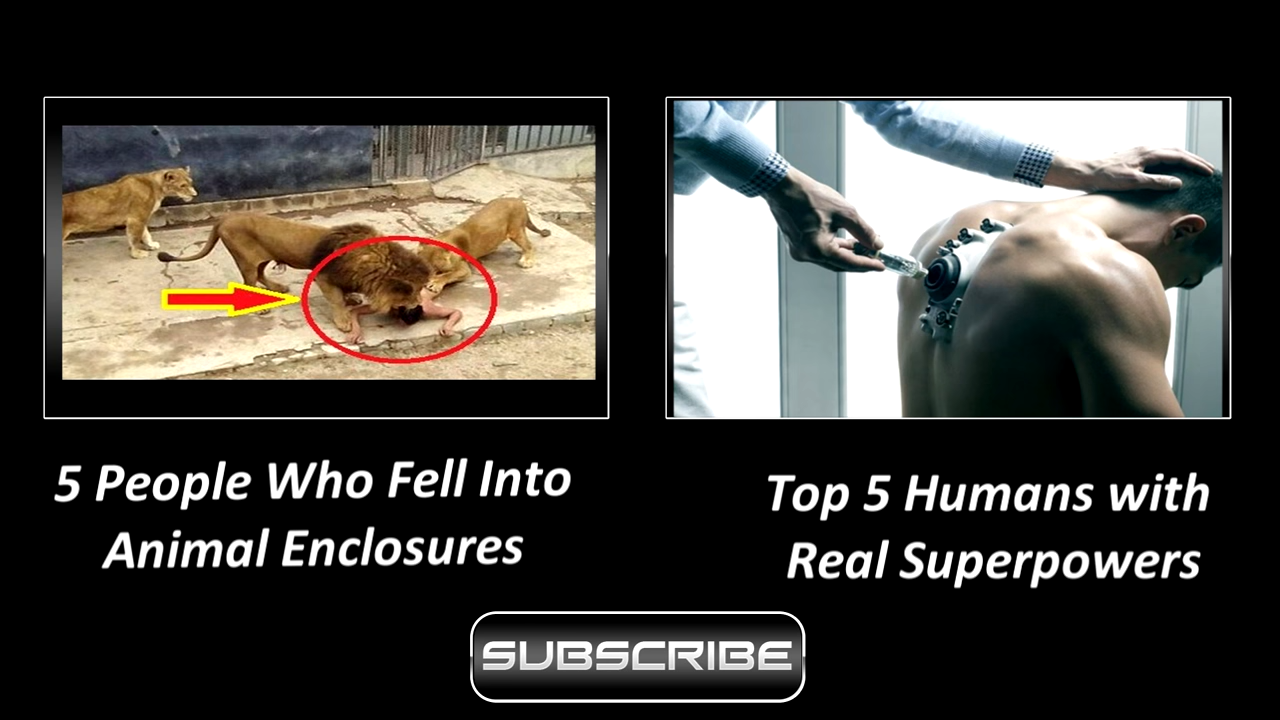 5 People Who Fell Into
Animal Enclosures
Top 5 Humans with
Real Superpowers
SUBSCRIBE